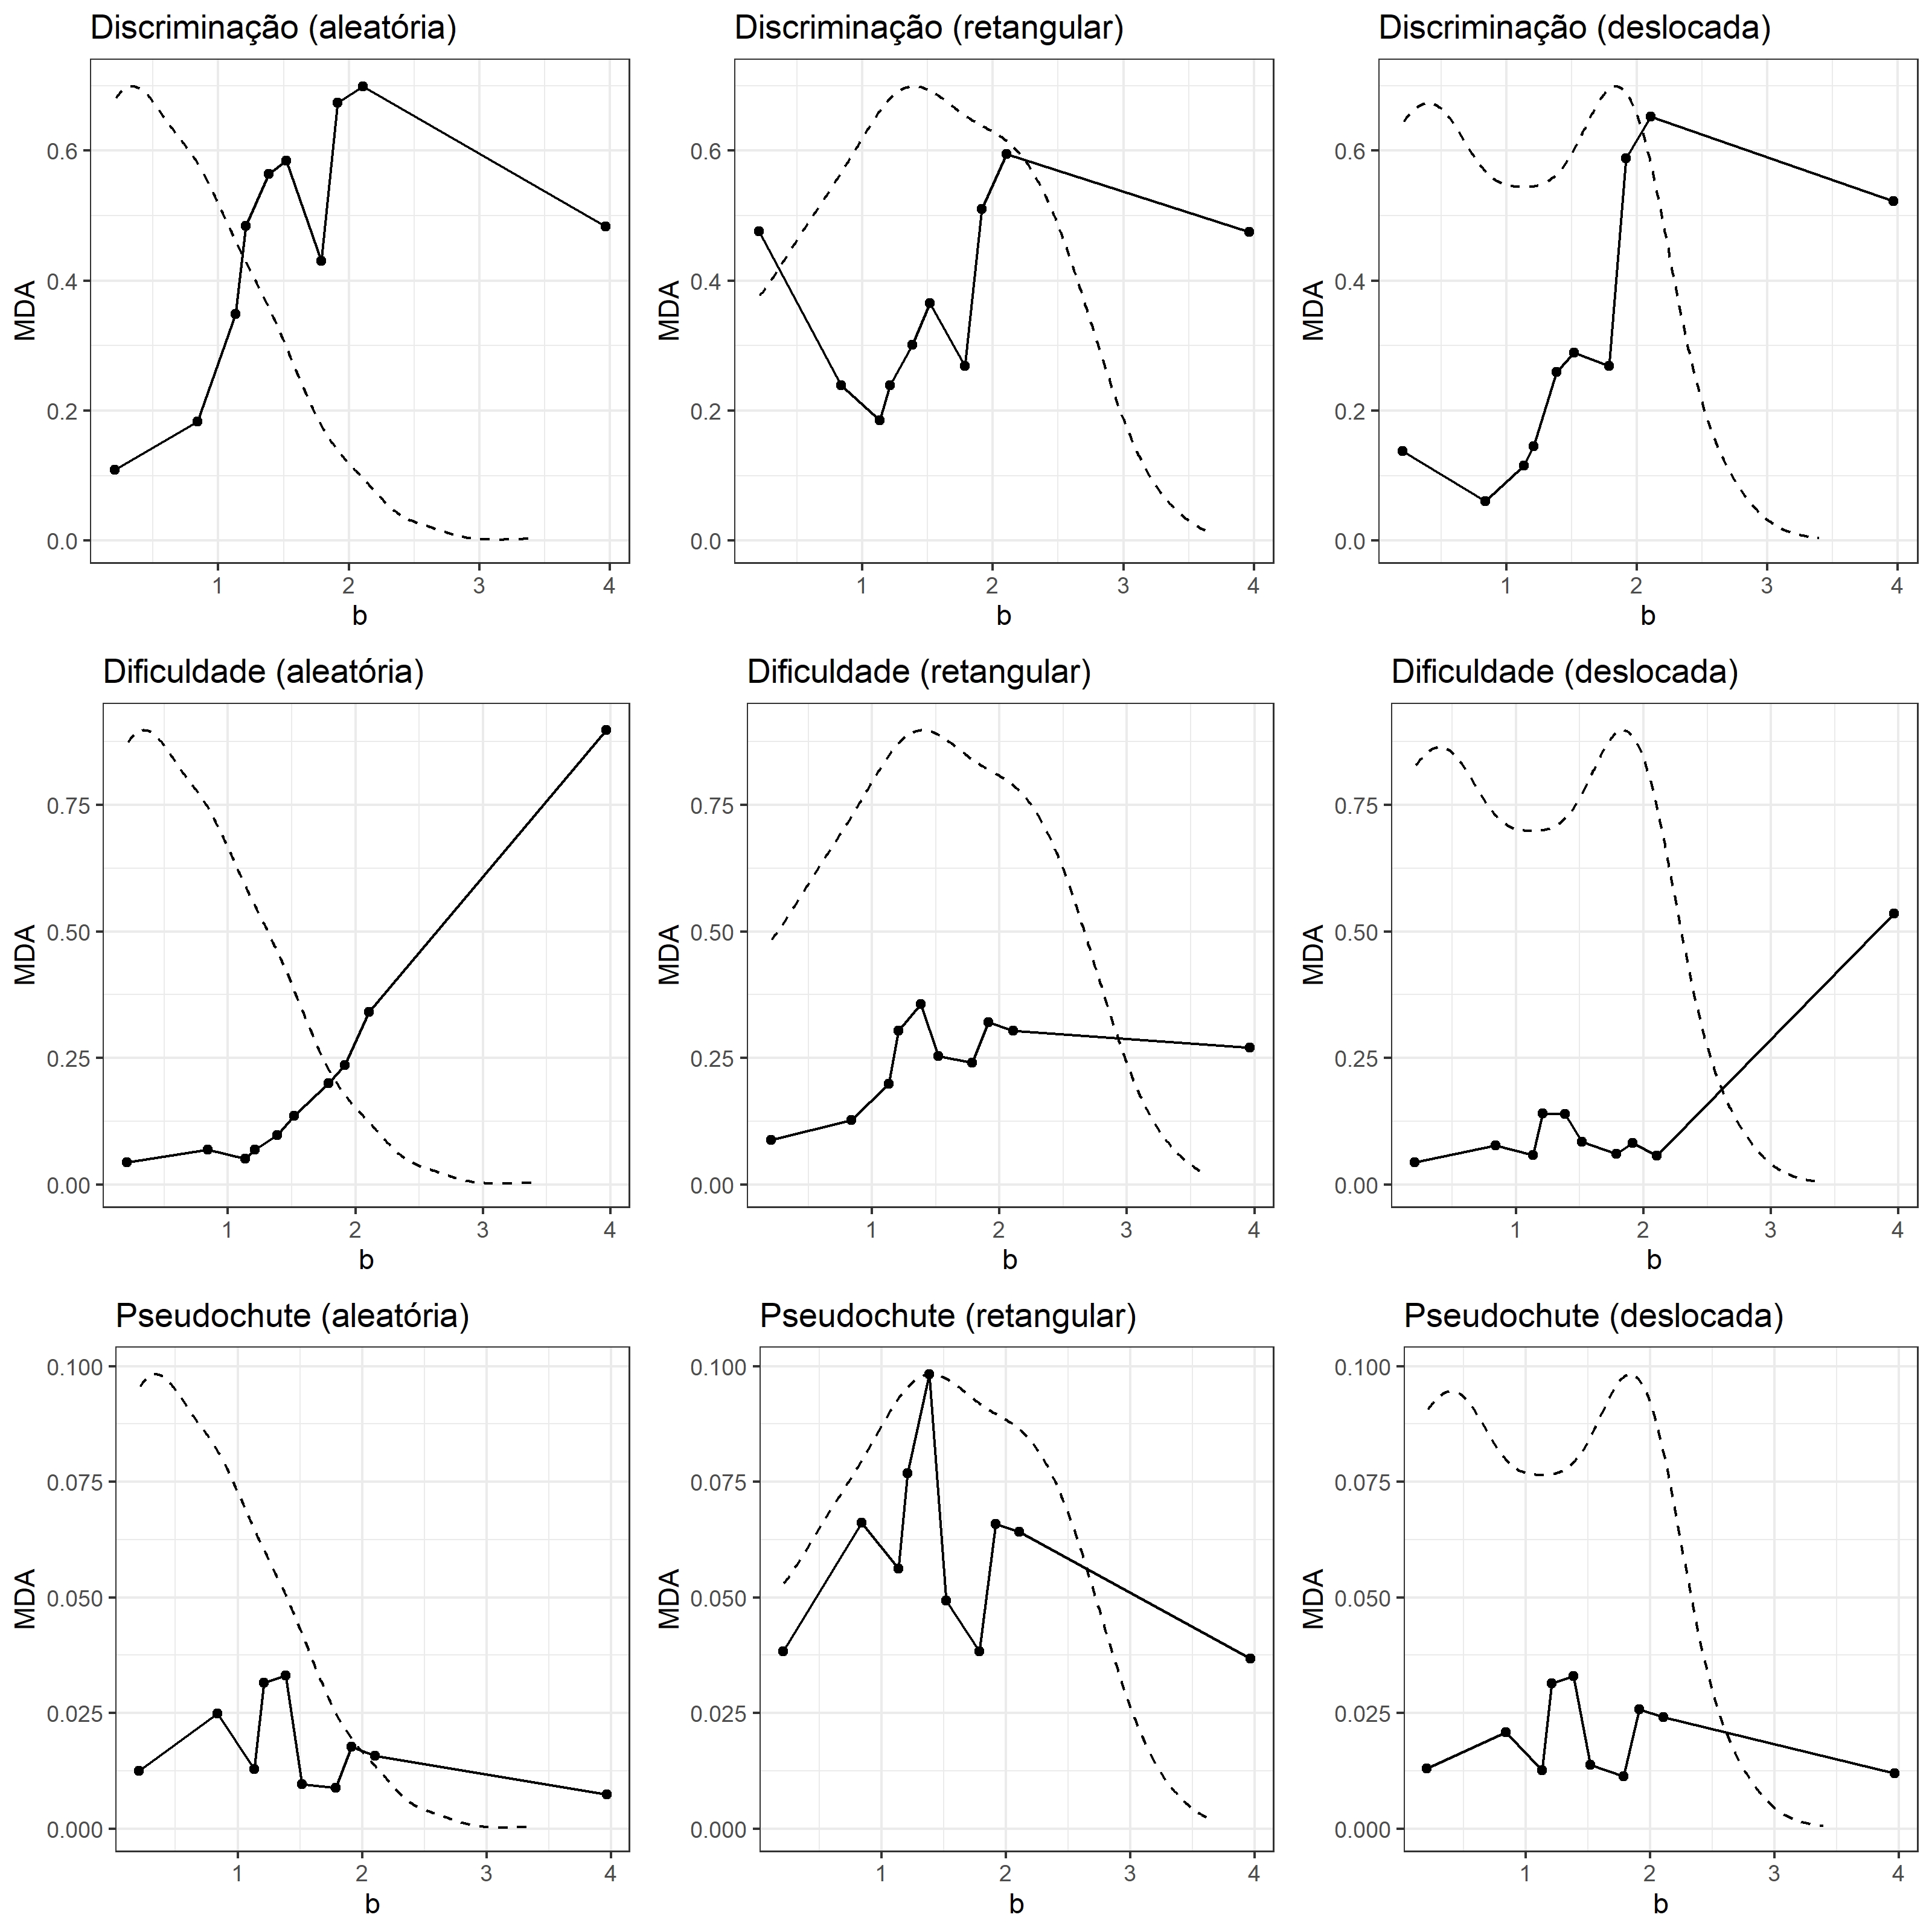 Discriminação (aleatória)
MDA
0.6
0.4
0.2
0.0
1 2 3 4
b
Discriminação (retangular)
MDA
0.6
0.4
0.2
0.0
1 2 3 4
b
Discriminação (deslocada)
MDA
0.6
0.4
0.2
0.0
1 2 3 4
b
Dificuldade (aleatória)
MDA
0.75
0.50
0.25
0.00
1 2 3 4
b
Dificuldade (retangular)
MDA
0.75
0.50
0.25
0.00
1 2 3 4
b
Dificuldade (deslocada)
MDA
0.75
0.50
0.25
0.00
1 2 3 4
b
Pseudochute (aleatória)
MDA
0.100
0.075
0.050
0.025
0.000
1 2 3 4
b
Pseudochute (retangular)
MDA
0.100
0.075
0.050
0.025
0.000
1 2 3 4
b
Pseudochute (deslocada)
MDA
0.100
0.075
0.050
0.025
0.000
1 2 3 4
b